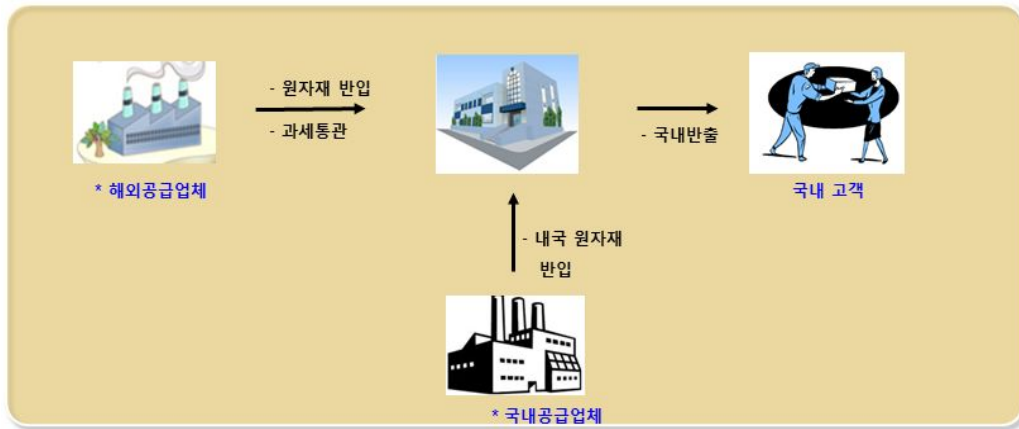 - 원자재 반입
- 과세통관
* 해외공급업체
- 국내반출
국내 고객
- 내국 원자재
반입
* 국내공급업체